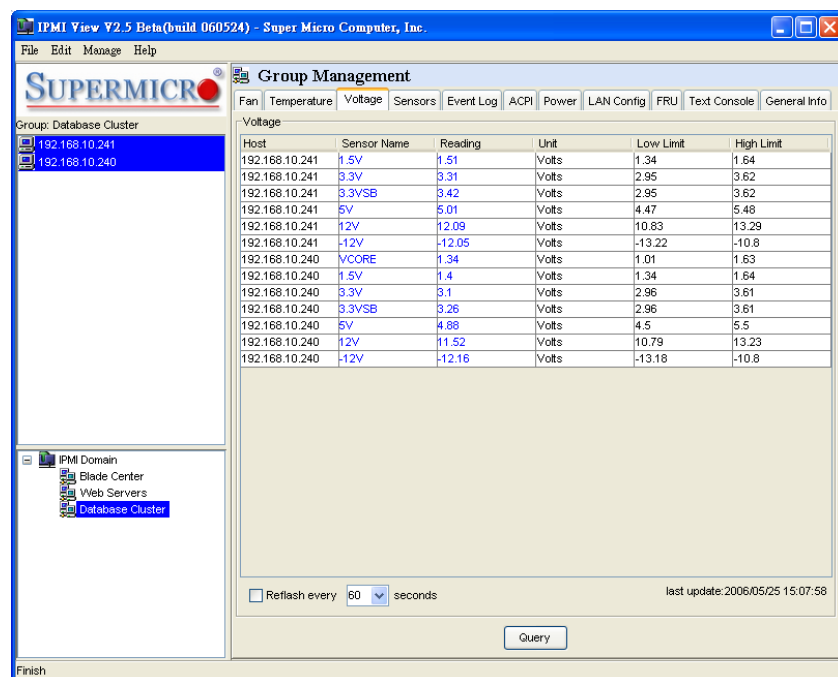 IPMI View V2.5 Beta(build 060524) - Super Micro Computer, Inc.
File Edit Manage Help
SUPERMICRO®
Group Management
Fan Temperature Voltage Sensors Event Log ACPI Power LAN Config FRU Text Console General Info
Group: Database Cluster
192.168.10.241
192.168.10.240
Voltage
Host Sensor Name Reading Unit Low Limit High Limit
192.168.10.241 1.5V 1.51 Volts 1.34 1.64
192.168.10.241 3.3V 3.31 Volts 2.95 3.62
192.168.10.241 3.3VSB 3.42 Volts 2.95 3.62
192.168.10.241 5V 5.01 Volts 4.47 5.48
192.168.10.241 12V 12.09 Volts 10.83 13.29
192.168.10.241 -12V -12.05 Volts -13.22 -10.8
192.168.10.240 VCORE 1.34 Volts 1.01 1.63
192.168.10.240 1.5V 1.4 Volts 1.34 1.64
192.168.10.240 3.3V 3.1 Volts 2.96 3.61
192.168.10.240 3.3VSB 3.26 Volts 2.96 3.61
192.168.10.240 5V 4.88 Volts 4.5 5.5
192.168.10.240 12V 11.52 Volts 10.79 13.23
192.168.10.240 -12V -12.16 Volts -13.18 -10.8
IPMI Domain
Blade Center
Web Servers
Database Cluster
Reflash every 60 seconds
last update:2006/05/25 15:07:58
Query
Finish